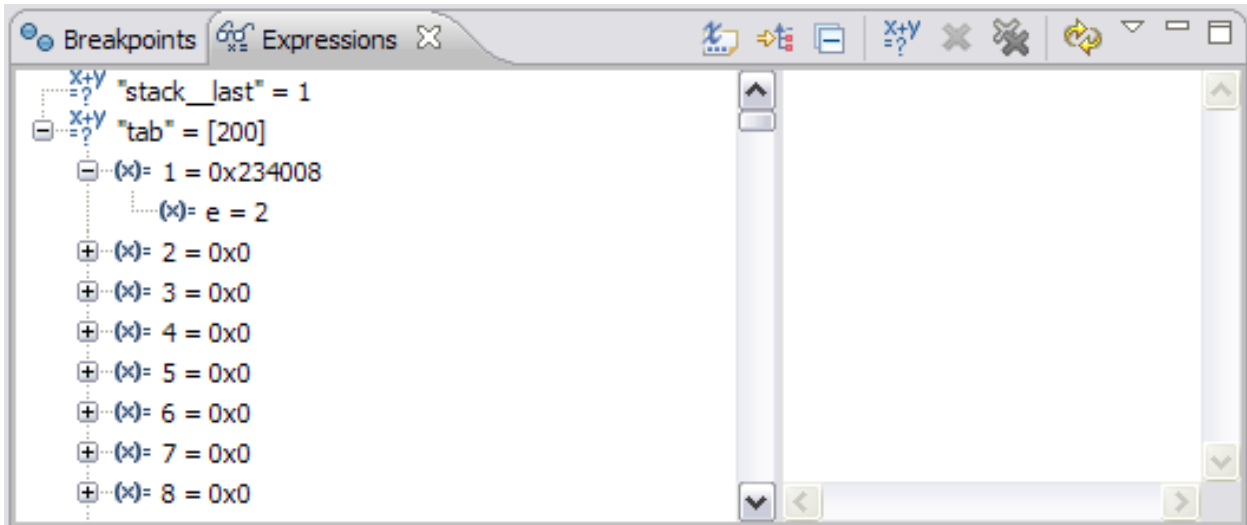 Breakpoints Expressions
x+y =? "stack__last" = 1
x+y =? "tab" = [200]
(x)= 1 = 0x234008
(x)= e = 2
(x)= 2 = 0x0
(x)= 3 = 0x0
(x)= 4 = 0x0
(x)= 5 = 0x0
(x)= 6 = 0x0
(x)= 7 = 0x0
(x)= 8 = 0x0